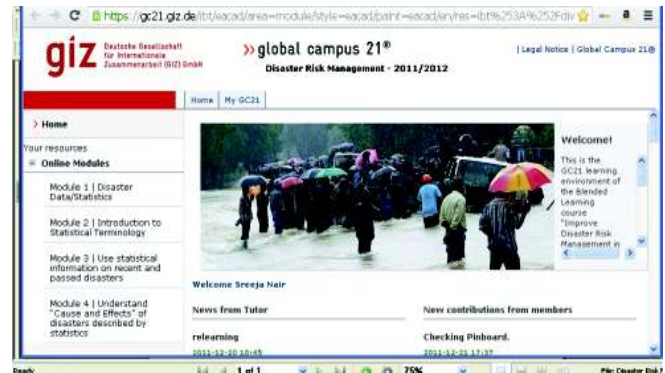 https://gc21.giz.de/ibt/eacad/area=module/style=eacad/paint=eacad/en/res=ibt%253A%252Fdiv
giz Deutsche Gesellschaft
für Internationale
Zusammenarbeit (GIZ) GmbH
>> global campus 21®
Disaster Risk Management - 2011/2012
| Legal Notice | Global Campus 21®
Home | My GC21
> Home
Your resources
Online Modules
Module 1 | Disaster
Data/Statistics
Module 2 | Introduction to
Statistical Terminology
Module 3 | Use statistical
information on recent and
passed disasters
Module 4 | Understand
"Cause and Effects" of
disasters described by
statistics
Welcome!
This is the
GC21 learning
environment of
the Blended
Learning
course
"Improve
Disaster Risk
Management in
Welcome Sreeja Nair
News from Tutor
relearning
2011-12-20 10:45
New contributions from members
Checking Pinboard.
2011-12-21 17:37
Ready
1 of 1
75%
File: Disaster Risk